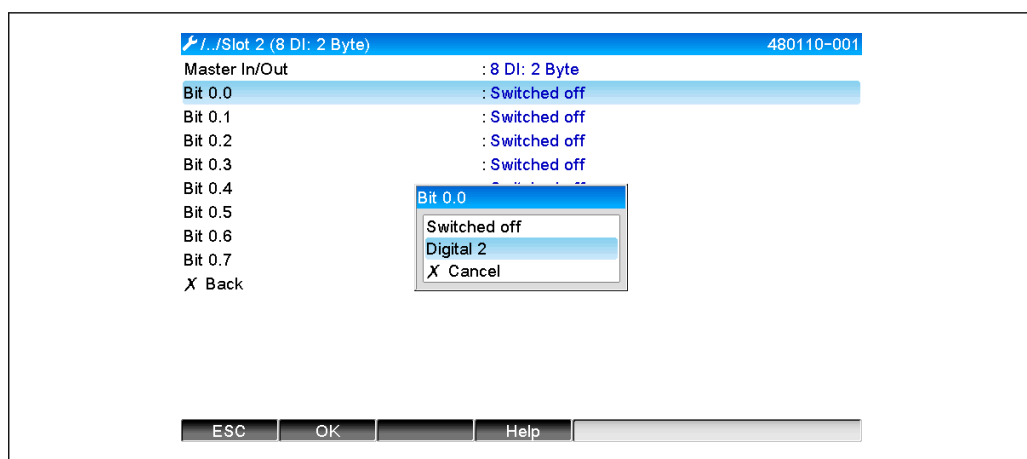 /../Slot 2 (8 DI: 2 Byte) 480110-001
Master In/Out : 8 DI: 2 Byte
Bit 0.0 : Switched off
Bit 0.1 : Switched off
Bit 0.2 : Switched off
Bit 0.3 : Switched off
Bit 0.4
Bit 0.5
Bit 0.6
Bit 0.7
X Back
Bit 0.0
Switched off
Digital 2
X Cancel
ESC OK Help